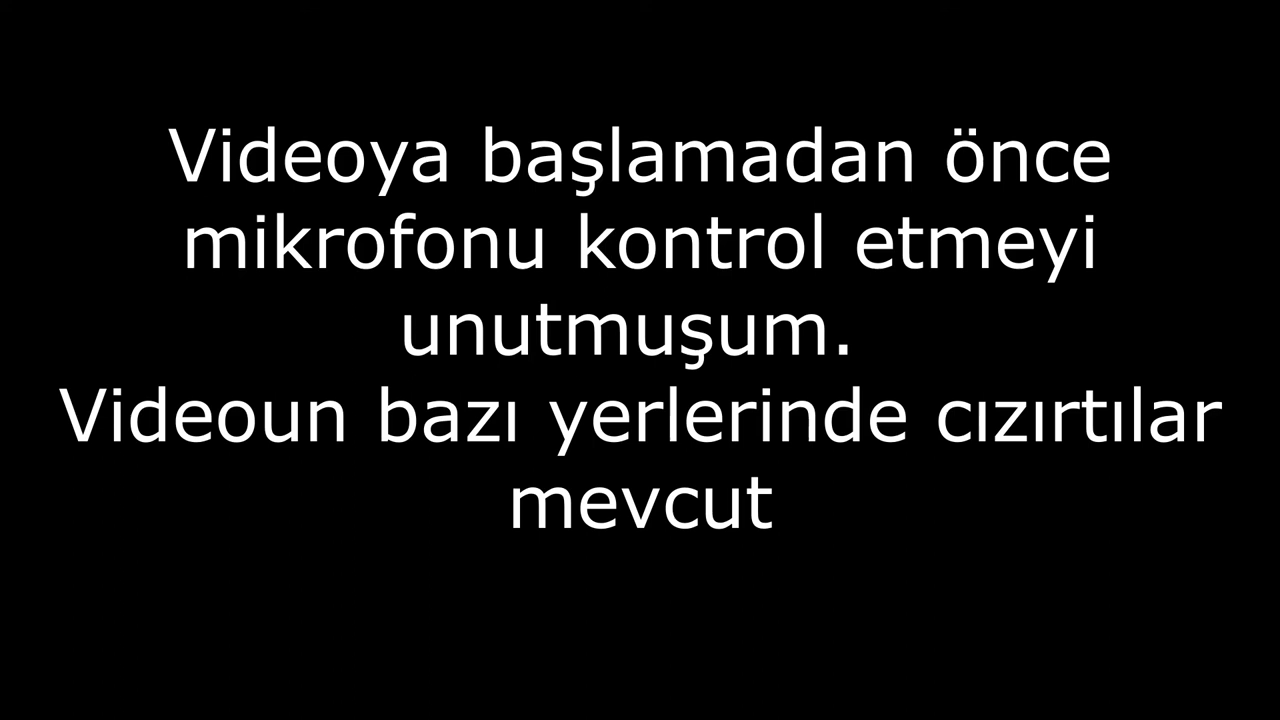 Videoya başlamadan önce
mikrofonu kontrol etmeyi
unutmuşum.
Videoun bazı yerlerinde cızırtılar
mevcut